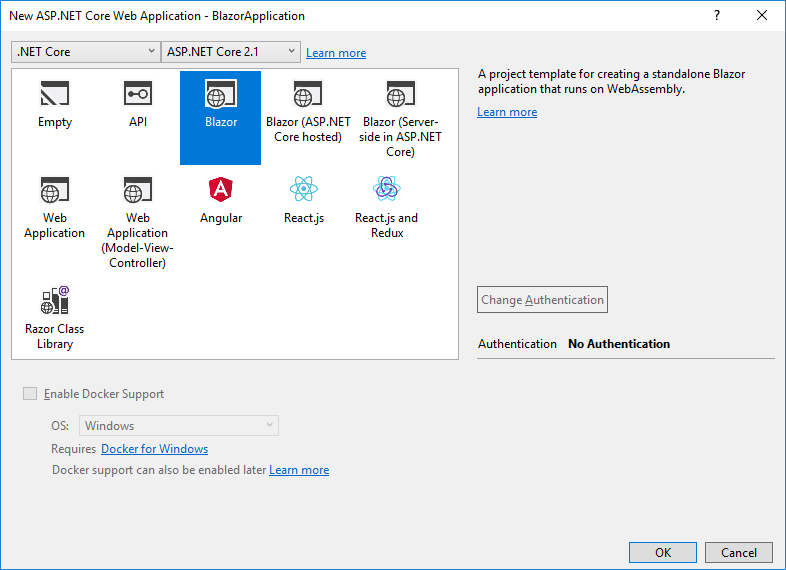 New ASP.NET Core Web Application - BlazorApplication
?
.NET Core
ASP.NET Core 2.1
Learn more
Empty
API
Blazor
Blazor (ASP.NET
Core hosted)
Blazor (Server-
side in ASP.NET
Core)
Web
Application
Web
Application
(Model-View-
Controller)
Angular
React.js
React.js and
Redux
Razor Class
Library
A project template for creating a standalone Blazor
application that runs on WebAssembly.
Learn more
Change Authentication
Authentication No Authentication
Enable Docker Support
OS: Windows
Requires Docker for Windows
Docker support can also be enabled later Learn more
OK
Cancel